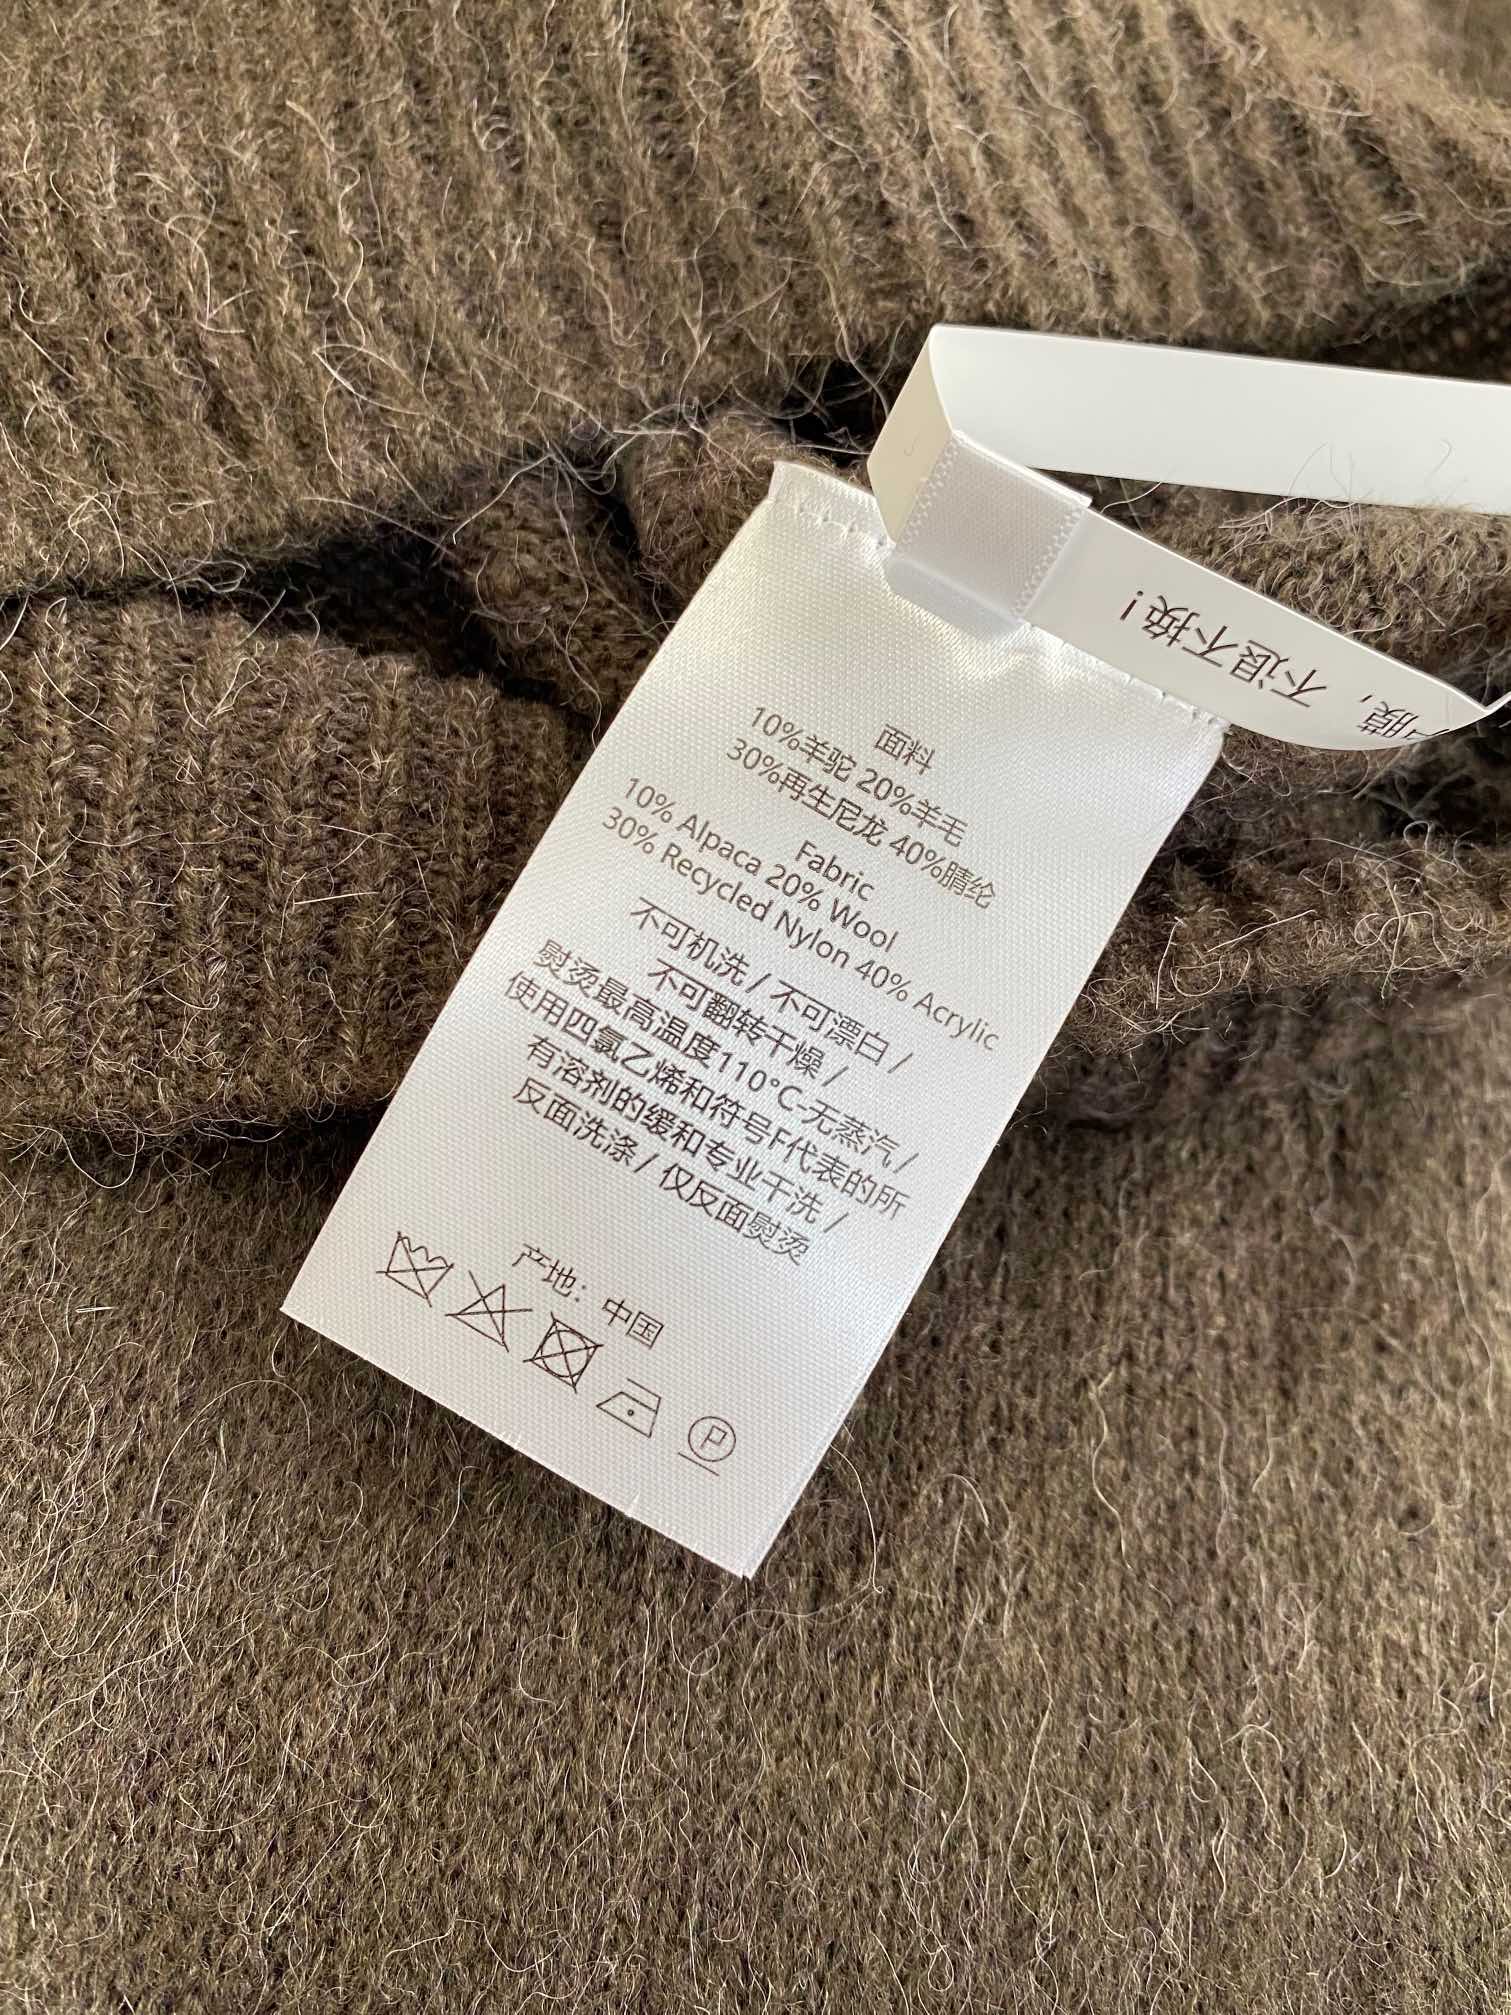 面料
10%羊驼 20%羊毛
30%再生尼龙 40%腈纶
Fabric
10% Alpaca 20% Wool
30% Recycled Nylon 40% Acrylic
不可机洗 / 不可漂白 /
不可翻转干燥 /
熨烫最高温度110°C-无蒸汽 /
使用四氯乙烯和符号F代表的所
有溶剂的缓和专业干洗 /
反面洗涤 / 仅反面熨烫
产地：中国
P
膜，不退不换！